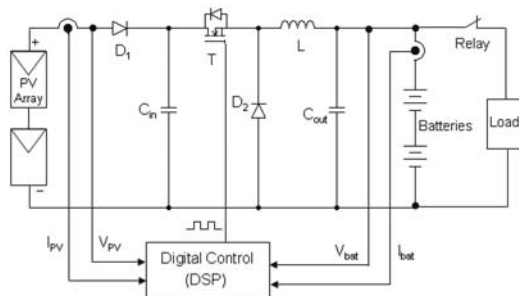 +
D1
T
L
Relay
PV
Array
Cin
D2
Cout
Batteries
Load
−
IPV
VPV
Digital Control
(DSP)
Vbat
Ibat